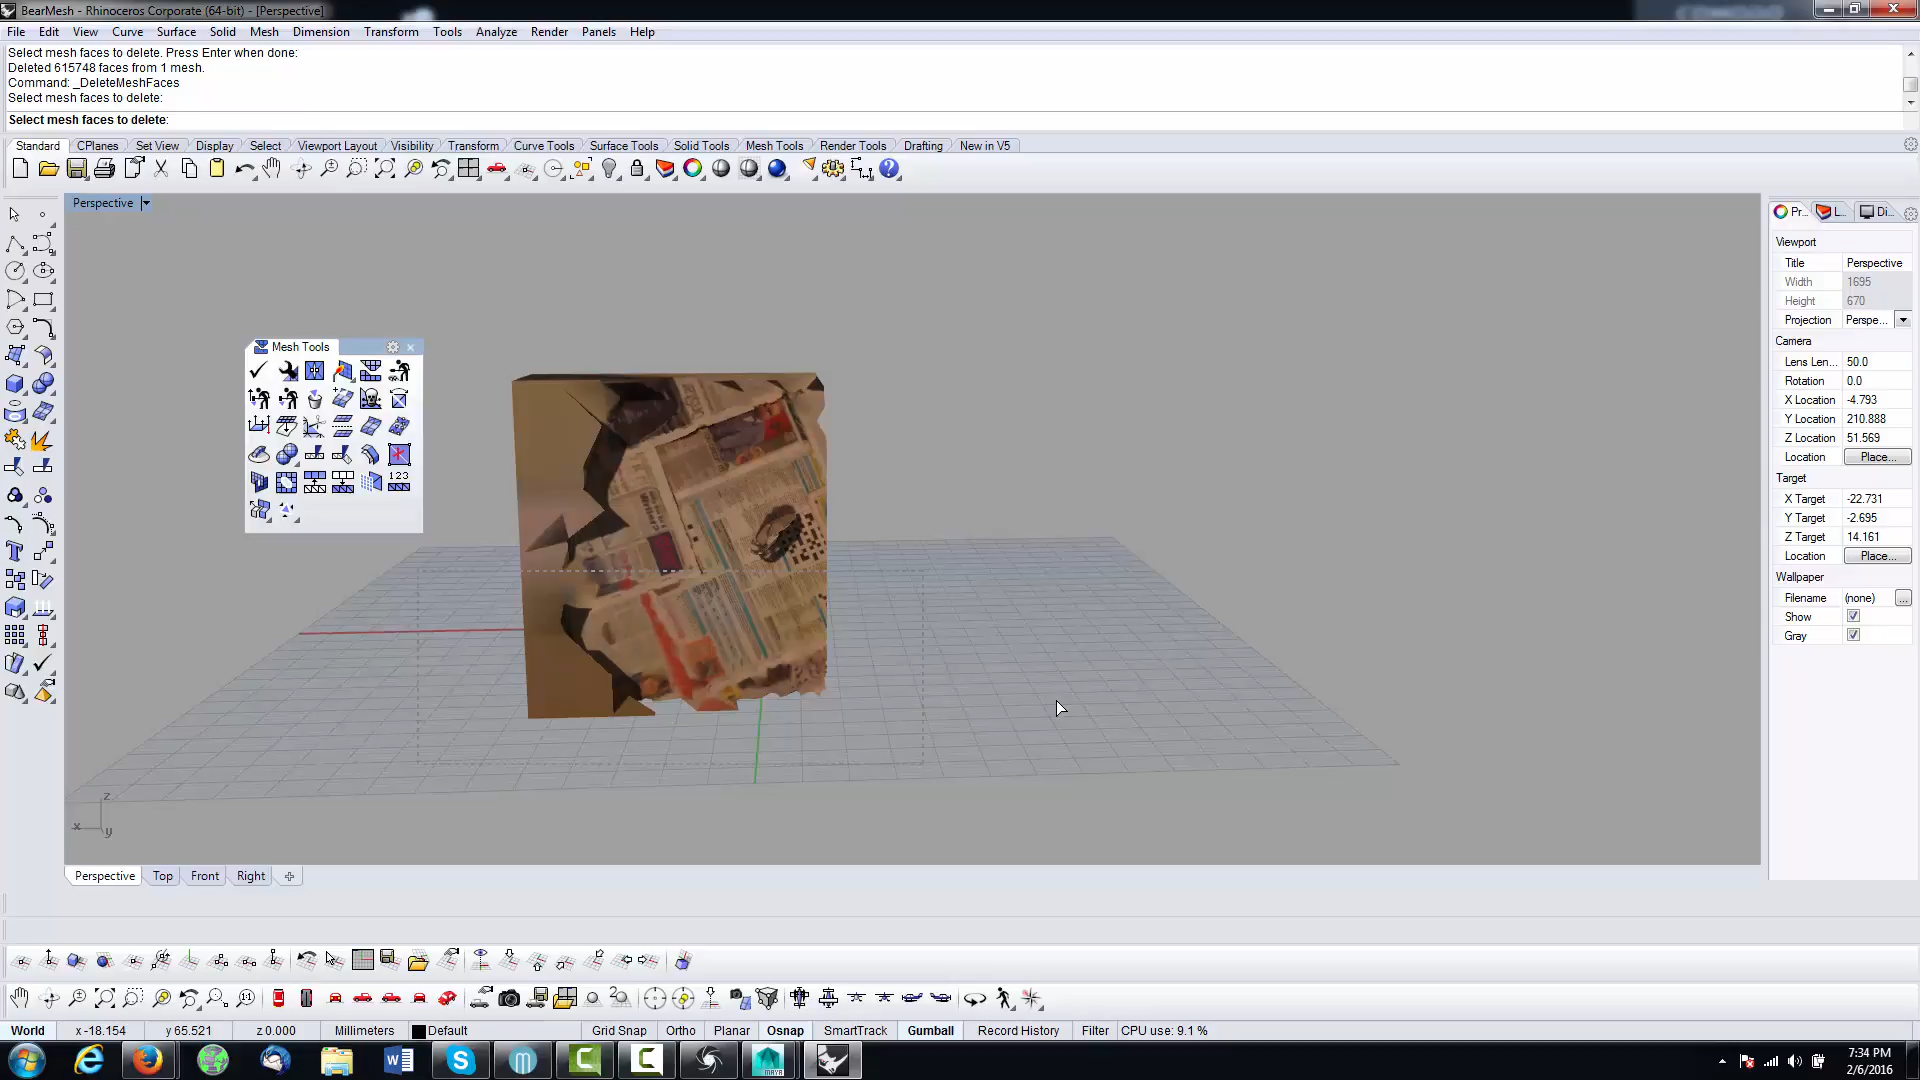 BearMesh - Rhinoceros Corporate (64-bit) - [Perspective]
File Edit View Curve Surface Solid Mesh Dimension Transform Tools Analyze Render Panels Help
Select mesh faces to delete. Press Enter when done:
Deleted 615748 faces from 1 mesh.
Command: _DeleteMeshFaces
Select mesh faces to delete:
Select mesh faces to delete:
Standard CPlanes Set View Display Select Viewport Layout Visibility Transform Curve Tools Surface Tools Solid Tools Mesh Tools Render Tools Drafting New in V5
Perspective
Pr... L... Di...
Viewport
Title Perspective
Width 1695
Height 670
Projection Perspe...
Camera
Lens Len... 50.0
Rotation 0.0
X Location -4.793
Y Location 210.888
Z Location 51.569
Location Place...
Target
X Target -22.731
Y Target -2.695
Z Target 14.161
Location Place...
Wallpaper
Filename (none) ...
Show
Gray
Mesh Tools
123
z
x
y
Perspective Top Front Right
World x -18.154 y 65.521 z 0.000 Millimeters Default Grid Snap Ortho Planar Osnap SmartTrack Gumball Record History Filter CPU use: 9.1 %
MAYA
7:34 PM
2/6/2016